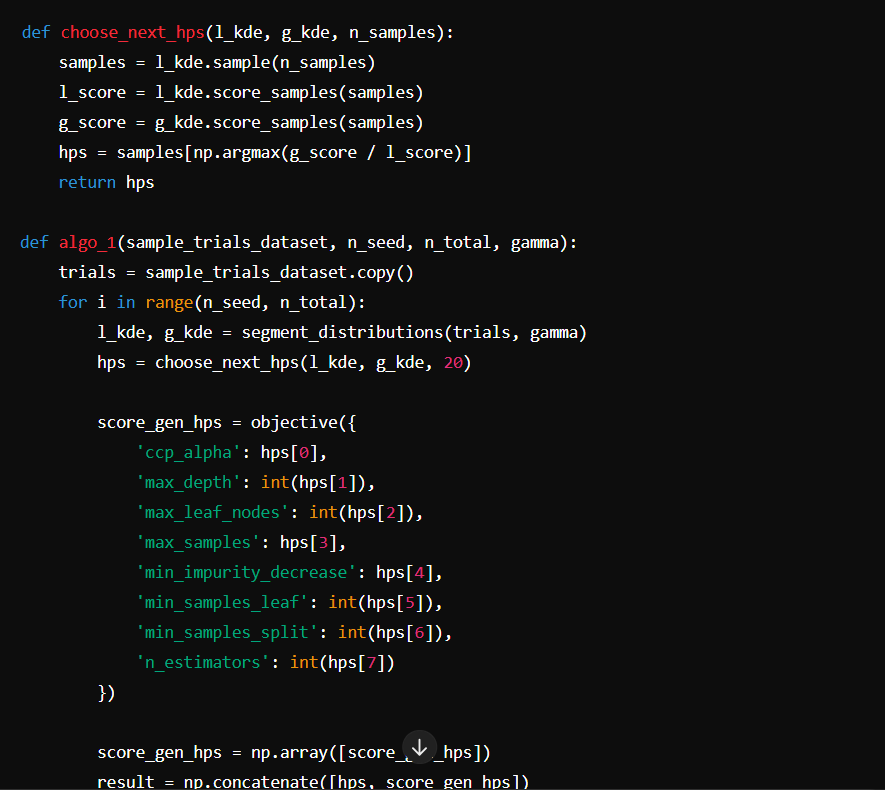 def choose_next_hps(l_kde, g_kde, n_samples):
    samples = l_kde.sample(n_samples)
    l_score = l_kde.score_samples(samples)
    g_score = g_kde.score_samples(samples)
    hps = samples[np.argmax(g_score / l_score)]
    return hps
def algo_1(sample_trials_dataset, n_seed, n_total, gamma):
    trials = sample_trials_dataset.copy()
    for i in range(n_seed, n_total):
        l_kde, g_kde = segment_distributions(trials, gamma)
        hps = choose_next_hps(l_kde, g_kde, 20)
        score_gen_hps = objective({
            'ccp_alpha': hps[0],
            'max_depth': int(hps[1]),
            'max_leaf_nodes': int(hps[2]),
            'max_samples': hps[3],
            'min_impurity_decrease': hps[4],
            'min_samples_leaf': int(hps[5]),
            'min_samples_split': int(hps[6]),
            'n_estimators': int(hps[7])
        })
        score_gen_hps = np.array([score_gen_hps])
        result = np.concatenate([hps, score_gen_hps])